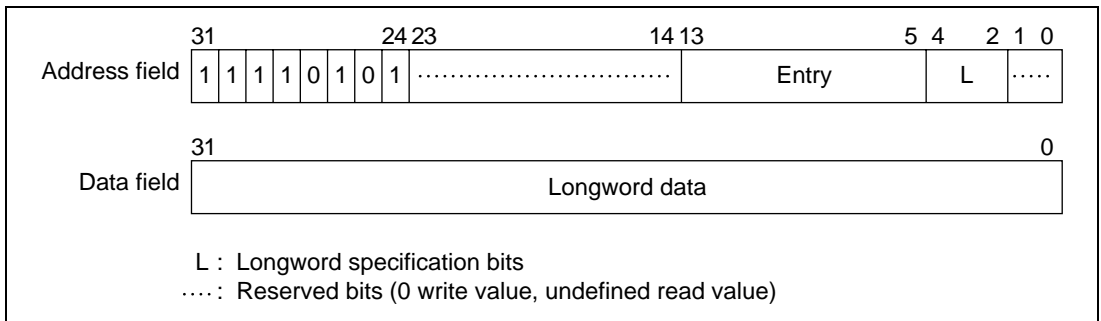 31 24 23 14 13 5 4 2 1 0
Address field 1 1 1 1 0 1 0 1 ............................... Entry L .....
31 0
Data field Longword data
L : Longword specification bits
.... : Reserved bits (0 write value, undefined read value)